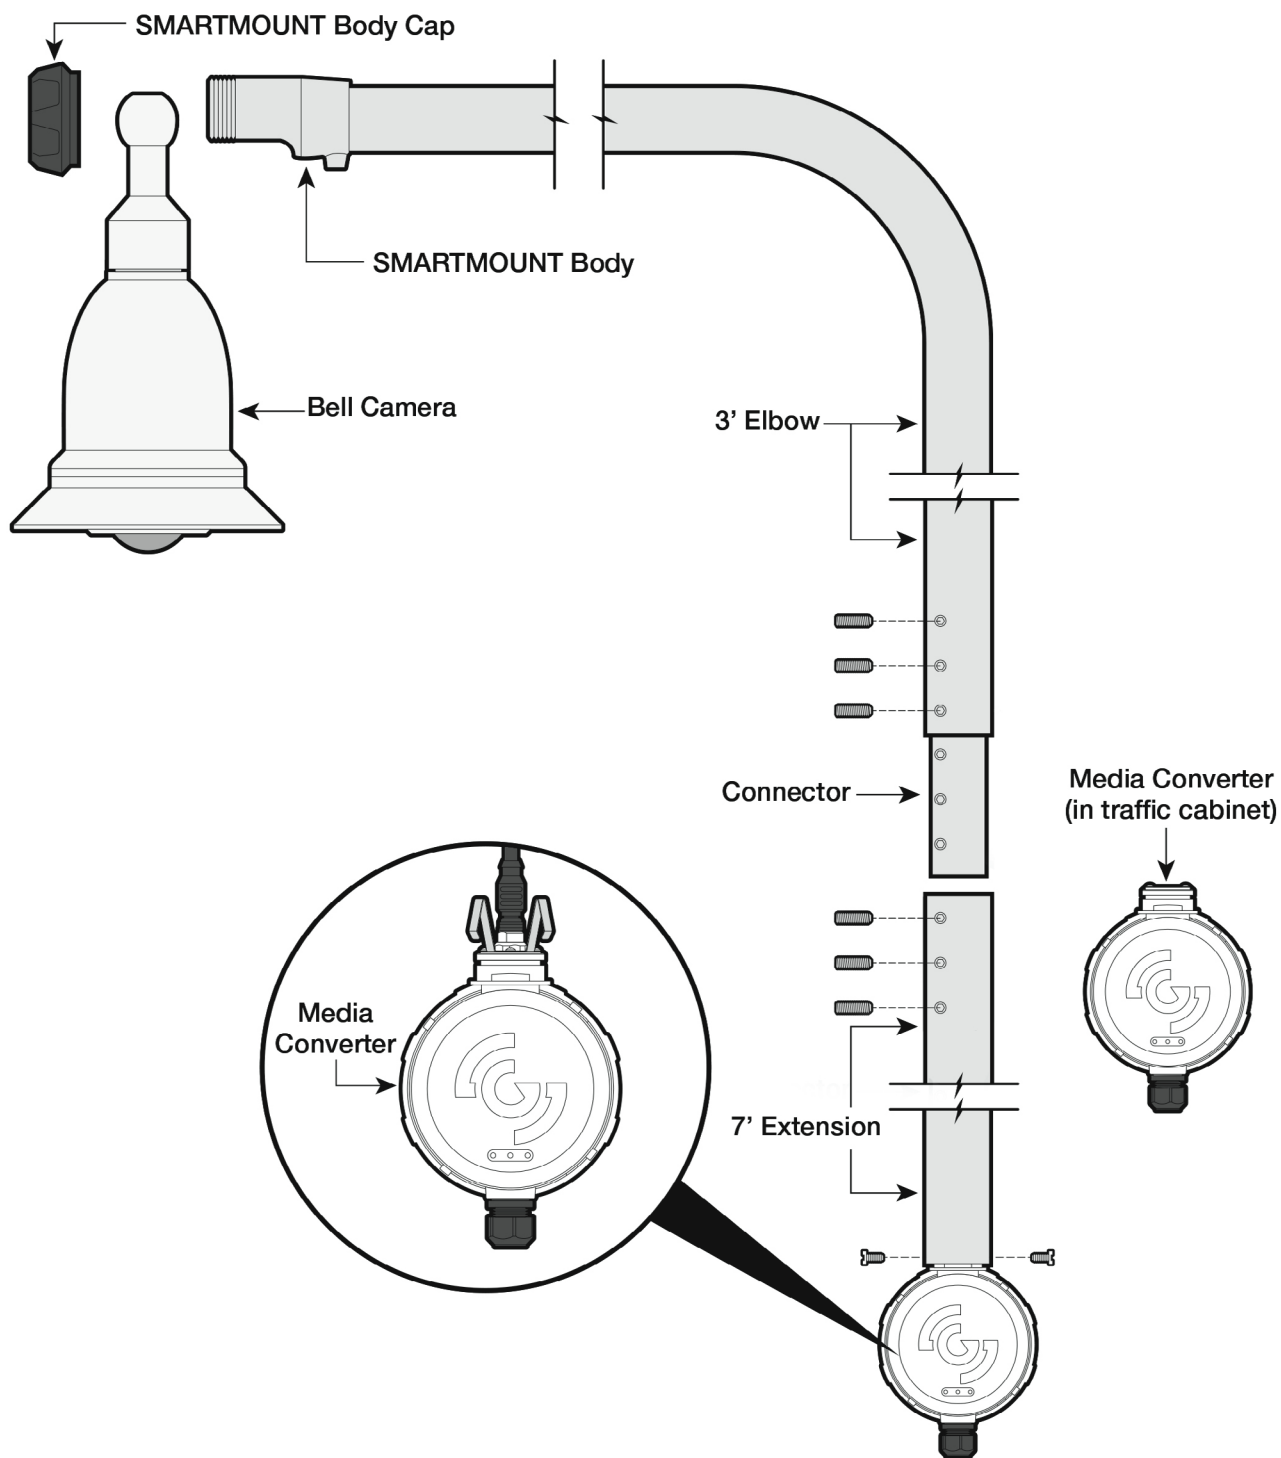 SMARTMOUNT Body Cap
SMARTMOUNT Body
Bell Camera
3’ Elbow
Connector
Media Converter
(in traffic cabinet)
Media
Converter
7’ Extension